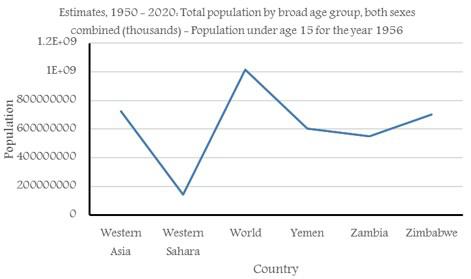 Estimates, 1950 - 2020: Total population by broad age group, both sexes
combined (thousands) - Population under age 15 for the year 1956
1.2E+09
1E+09
800000000
600000000
400000000
200000000
0
Population
Western Asia
Western Sahara
World
Yemen
Zambia
Zimbabwe
Country